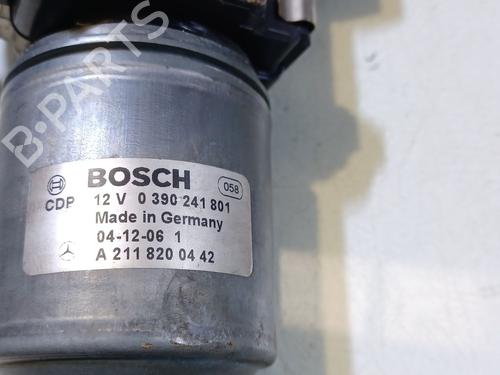 B-PARTS
BOSCH 058
CDP 12 V 0 390 241 801
Made in Germany
04-12-06 1
A 211 820 04 42